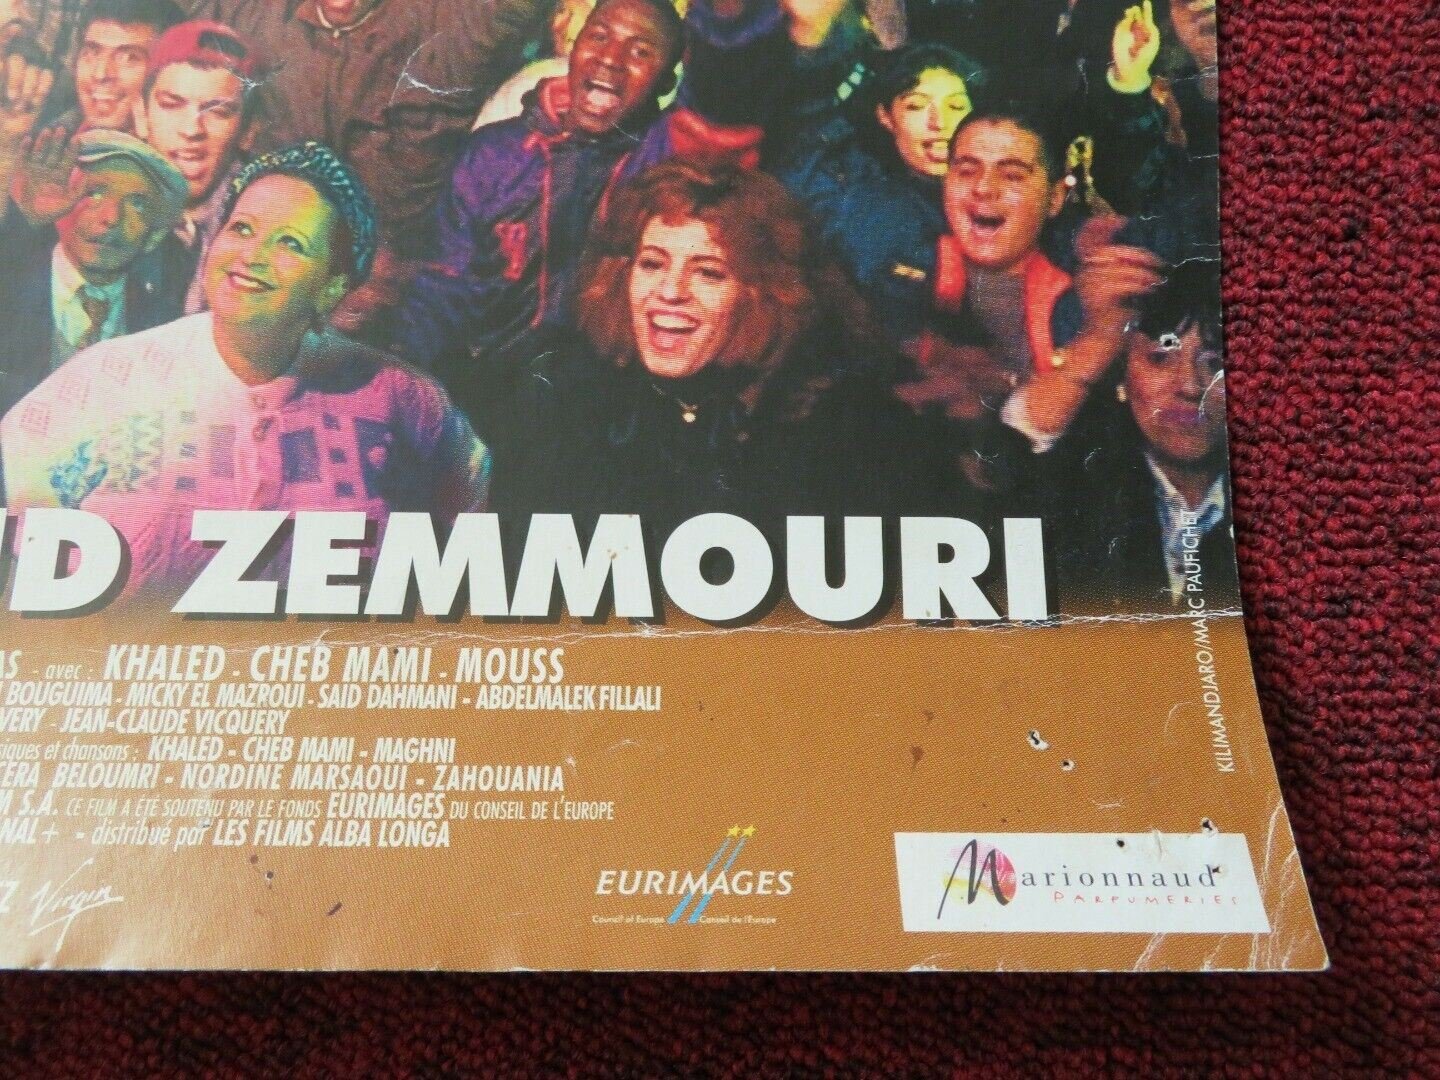 ND ZEMMOURI
AS - avec : KHALED - CHEB MAMI - MOUSS
BOUGUIMA - MICKY EL MAZROUI - SAID DAHMANI - ABDELMALEK FILLALI
VERY - JEAN-CLAUDE VICQUERY
siques et chansons : KHALED - CHEB MAMI - MAGHNI
CERA BELOUMRI - NORDINE MARSAOUI - ZAHOUANIA
M S.A. CE FILM A ÉTÉ SOUTENU PAR LE FONDS EURIMAGES DU CONSEIL DE L'EUROPE
NAL+ - distribué par LES FILMS ALBA LONGA
Z Virgin
EURIMAGES
Council of Europe Conseil de l'Europe
Marionnaud
PARFUMERIES
KILIMANDJARO/MARC PAUFICHET